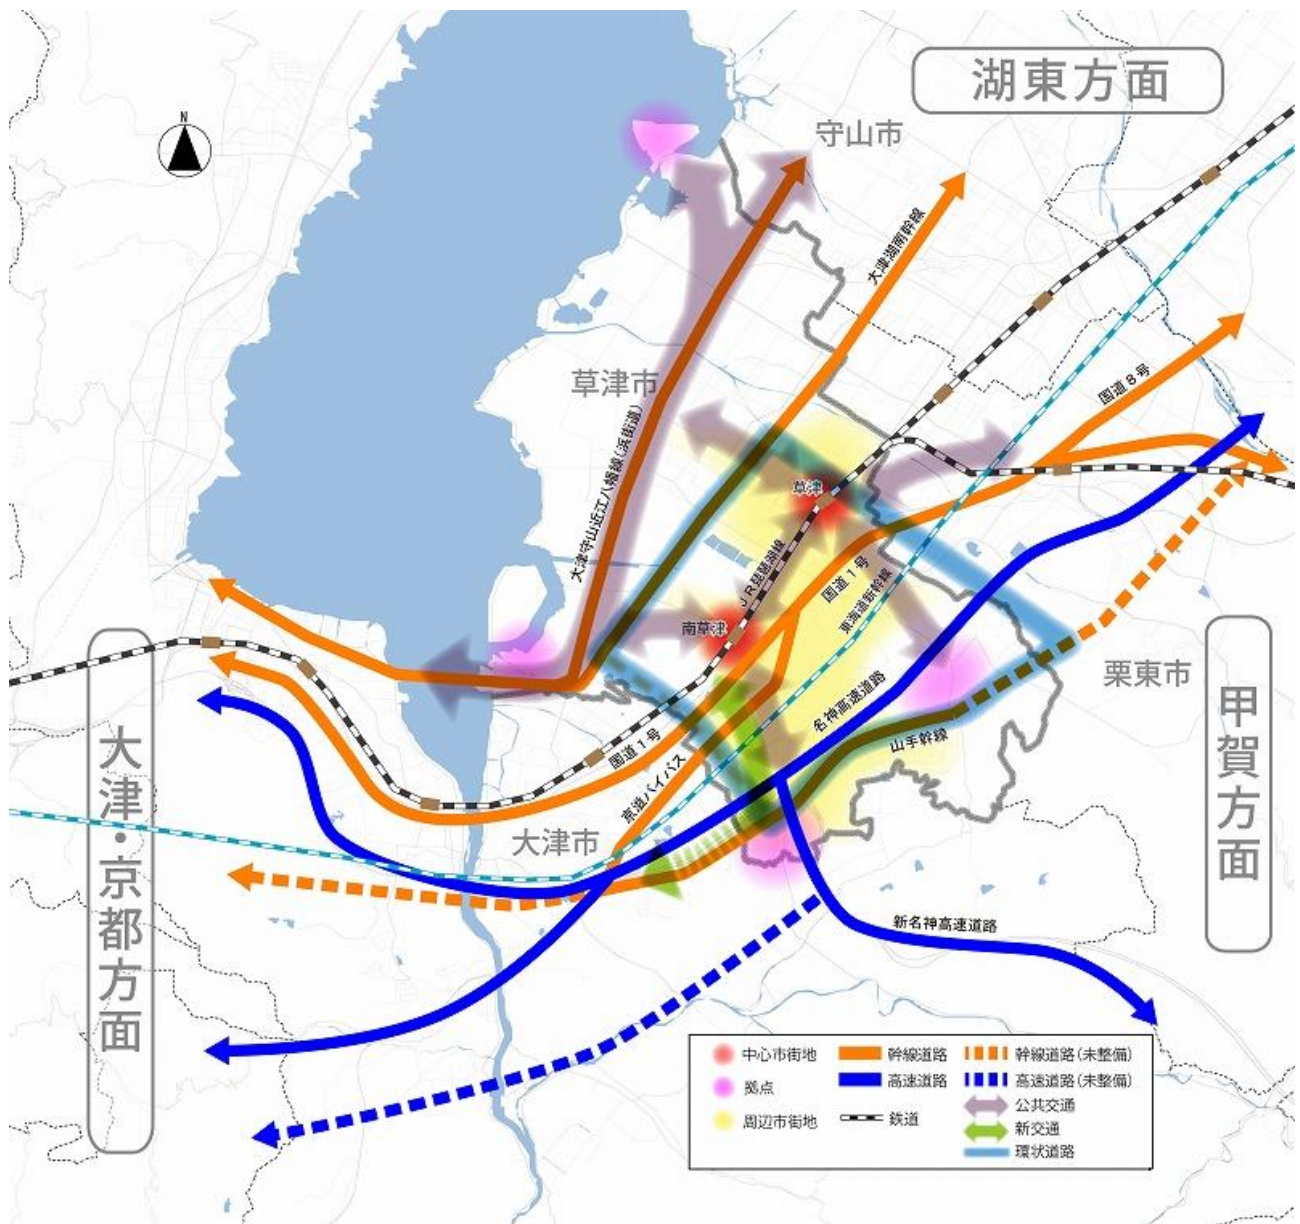 湖東方面
守山市
N
大津湖南幹線
国道8号
草津市
大津守山近江八幡線(浜街道)
草津
JR琵琶湖線
国道1号
東海道新幹線
南草津
栗東市
名神高速道路
山手幹線
国道1号
京滋バイパス
大津市
甲賀方面
大津・京都方面
新名神高速道路
中心市街地
幹線道路
幹線道路(未整備)
拠点
高速道路
高速道路(未整備)
公共交通
周辺市街地
鉄道
新交通
環状道路